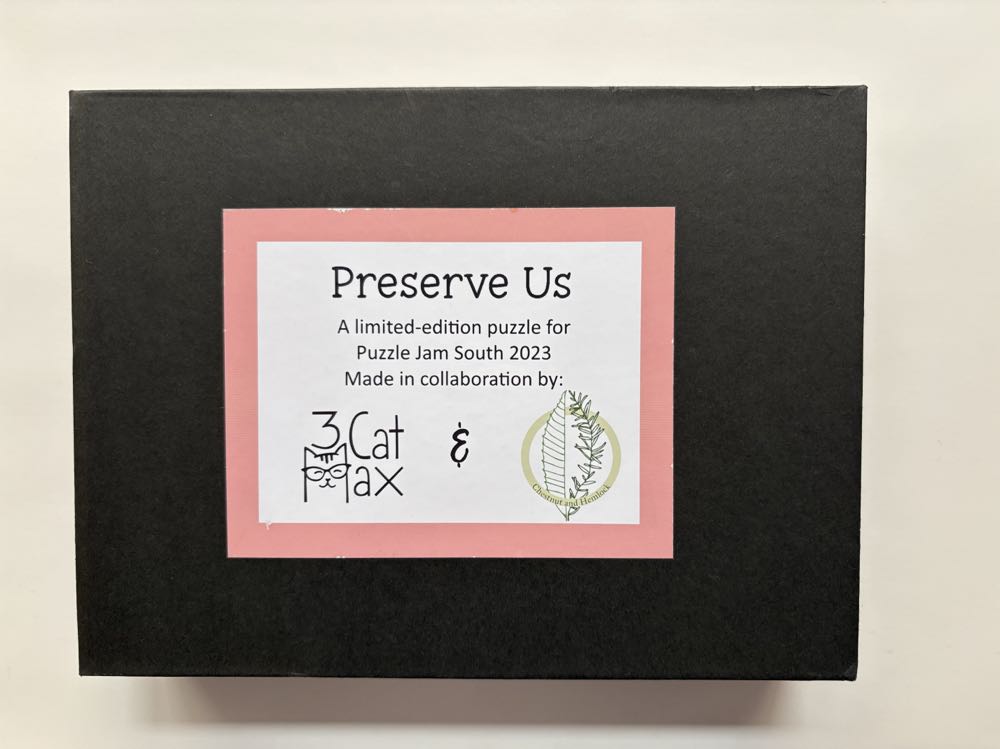 Preserve Us
A limited-edition puzzle for
Puzzle Jam South 2023
Made in collaboration by:
3 Cat
Max
&
Chestnut and Hemlock